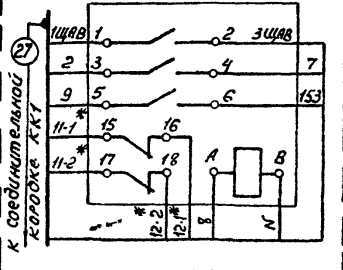 27
К соединительной
коробке КК1
1ЩАВ 1 2 3ЩАВ
2 3 4 7
9 5 6 153
*
11-1 15 16
*
11-2 17 18 А В
* 12-2 12-1* 8 N